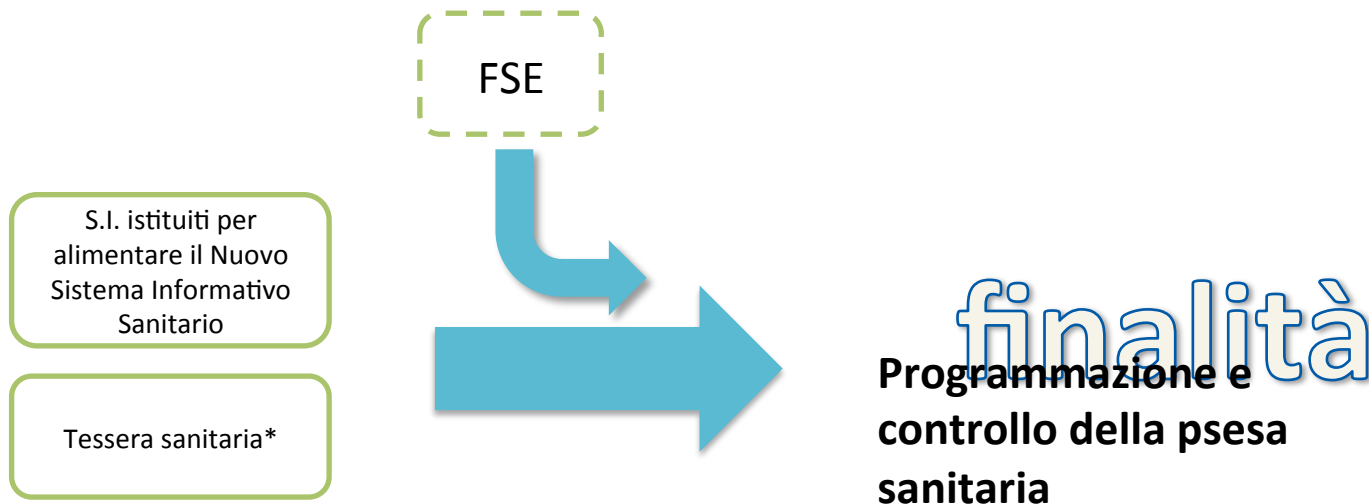 FSE
S.I. istituiti per
alimentare il Nuovo
Sistema Informativo
Sanitario
Tessera sanitaria*
finalità
Programmazione e
controllo della psesa
sanitaria